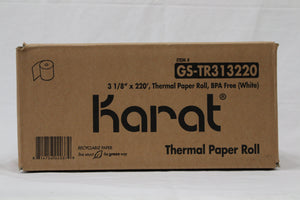 ITEM #
GS-TR313220
3 1/8" x 220', Thermal Paper Roll, BPA Free (White)
Karat
RECYCLABLE PAPER
Thermal Paper Roll